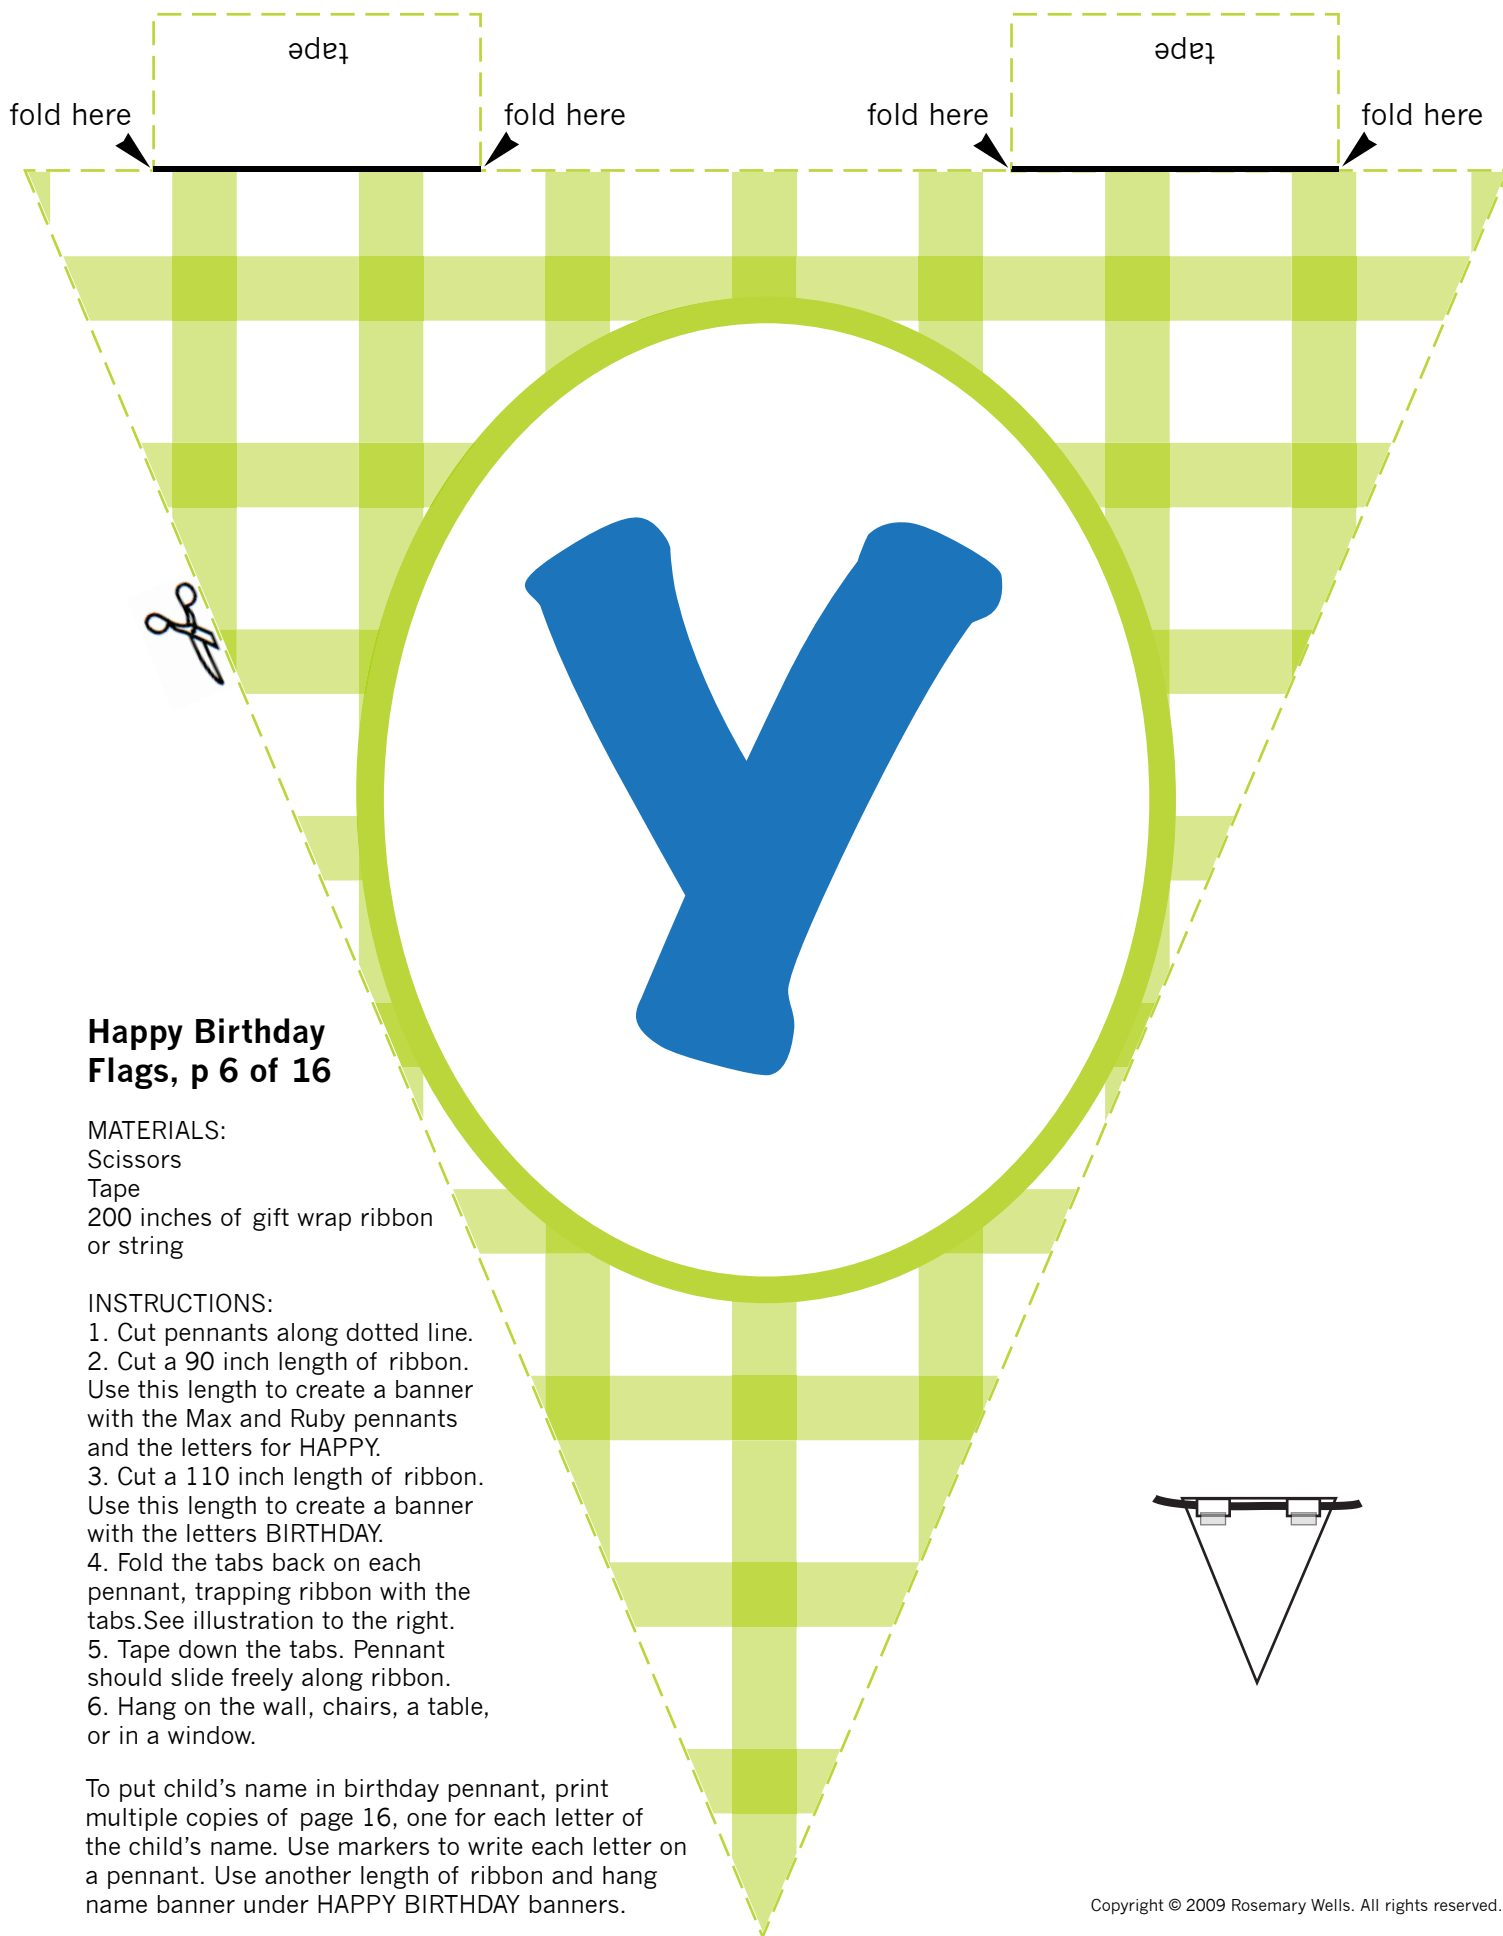 tape
tape
fold here
fold here
fold here
fold here
Y
Happy Birthday
Flags, p 6 of 16
MATERIALS:
Scissors
Tape
200 inches of gift wrap ribbon
or string
INSTRUCTIONS:
1. Cut pennants along dotted line.
2. Cut a 90 inch length of ribbon.
Use this length to create a banner
with the Max and Ruby pennants
and the letters for HAPPY.
3. Cut a 110 inch length of ribbon.
Use this length to create a banner
with the letters BIRTHDAY.
4. Fold the tabs back on each
pennant, trapping ribbon with the
tabs.See illustration to the right.
5. Tape down the tabs. Pennant
should slide freely along ribbon.
6. Hang on the wall, chairs, a table,
or in a window.
To put child’s name in birthday pennant, print
multiple copies of page 16, one for each letter of
the child’s name. Use markers to write each letter on
a pennant. Use another length of ribbon and hang
name banner under HAPPY BIRTHDAY banners.
Copyright © 2009 Rosemary Wells. All rights reserved.